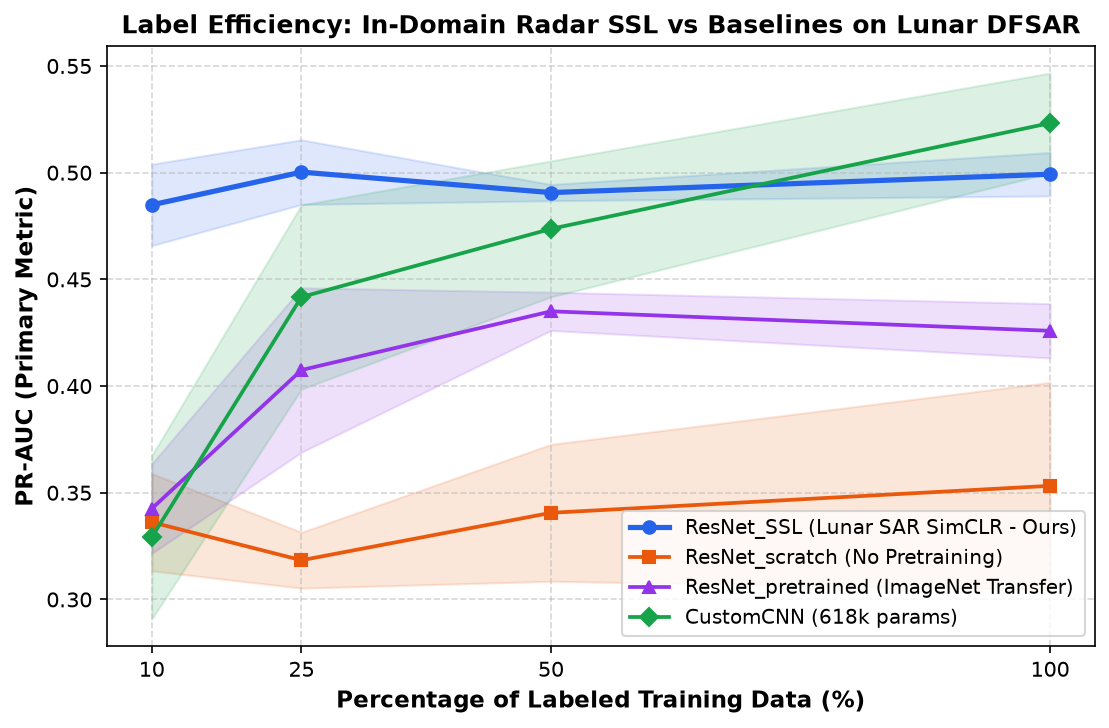 Label Efficiency: In-Domain Radar SSL vs Baselines on Lunar DFSAR
PR-AUC (Primary Metric)
0.55
0.50
0.45
0.40
0.35
0.30
ResNet_SSL (Lunar SAR SimCLR - Ours)
ResNet_scratch (No Pretraining)
ResNet_pretrained (ImageNet Transfer)
CustomCNN (618k params)
10 25 50 100
Percentage of Labeled Training Data (%)